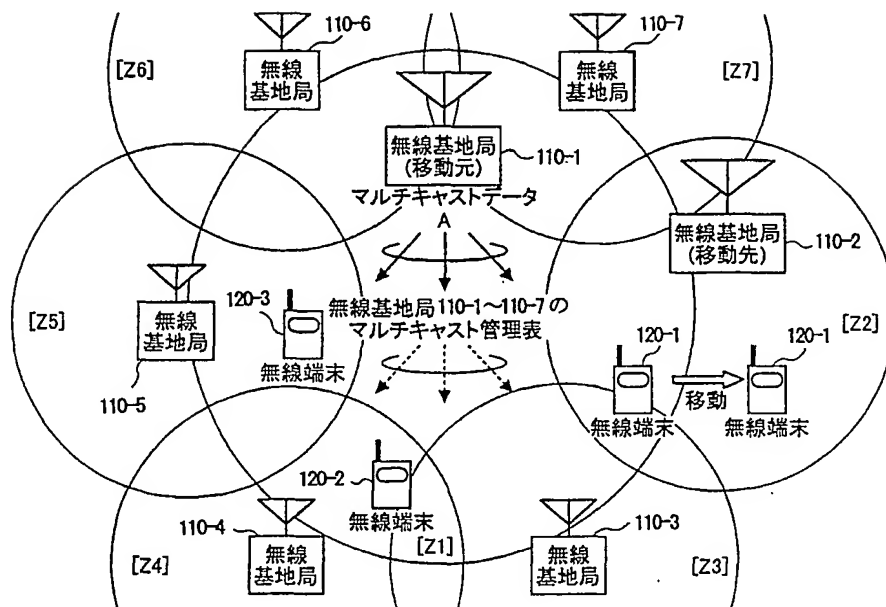 110-6
110-7
[Z6]
無線
基地局
無線
基地局
[Z7]
無線基地局
(移動元)
110-1
マルチキャストデータ
A
無線基地局
(移動先)
110-2
[Z5]
無線
基地局
110-5
120-3
無線端末
無線基地局110-1～110-7の
マルチキャスト管理表
[Z2]
120-1
120-1
移動
無線端末
無線端末
120-2
無線端末
110-4
無線
基地局
[Z4]
[Z1]
110-3
無線
基地局
[Z3]